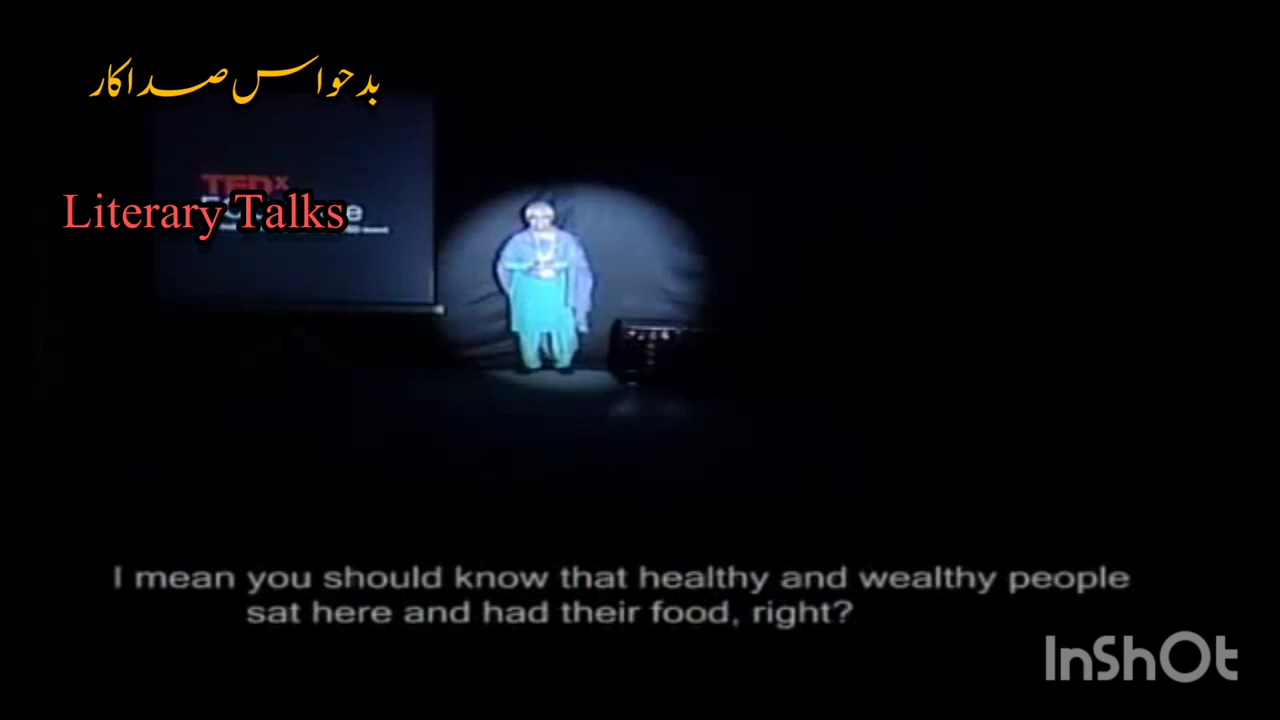 بدحواس صداکار
TEDx
Literary Talks
I mean you should know that healthy and wealthy people
sat here and had their food, right?
InShOt